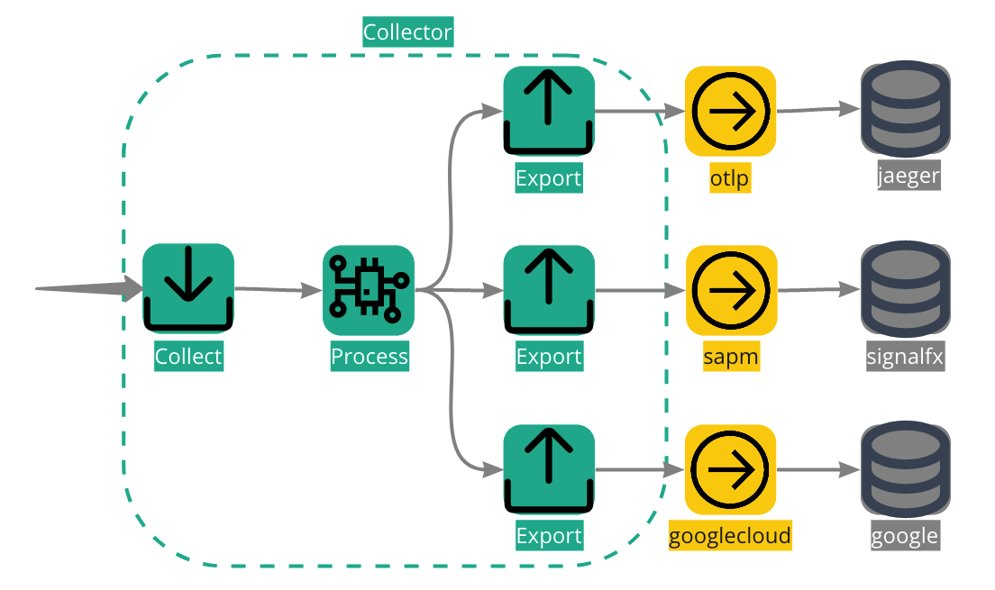 Collector
Export
otlp
jaeger
Collect
Process
Export
sapm
signalfx
Export
googlecloud
google